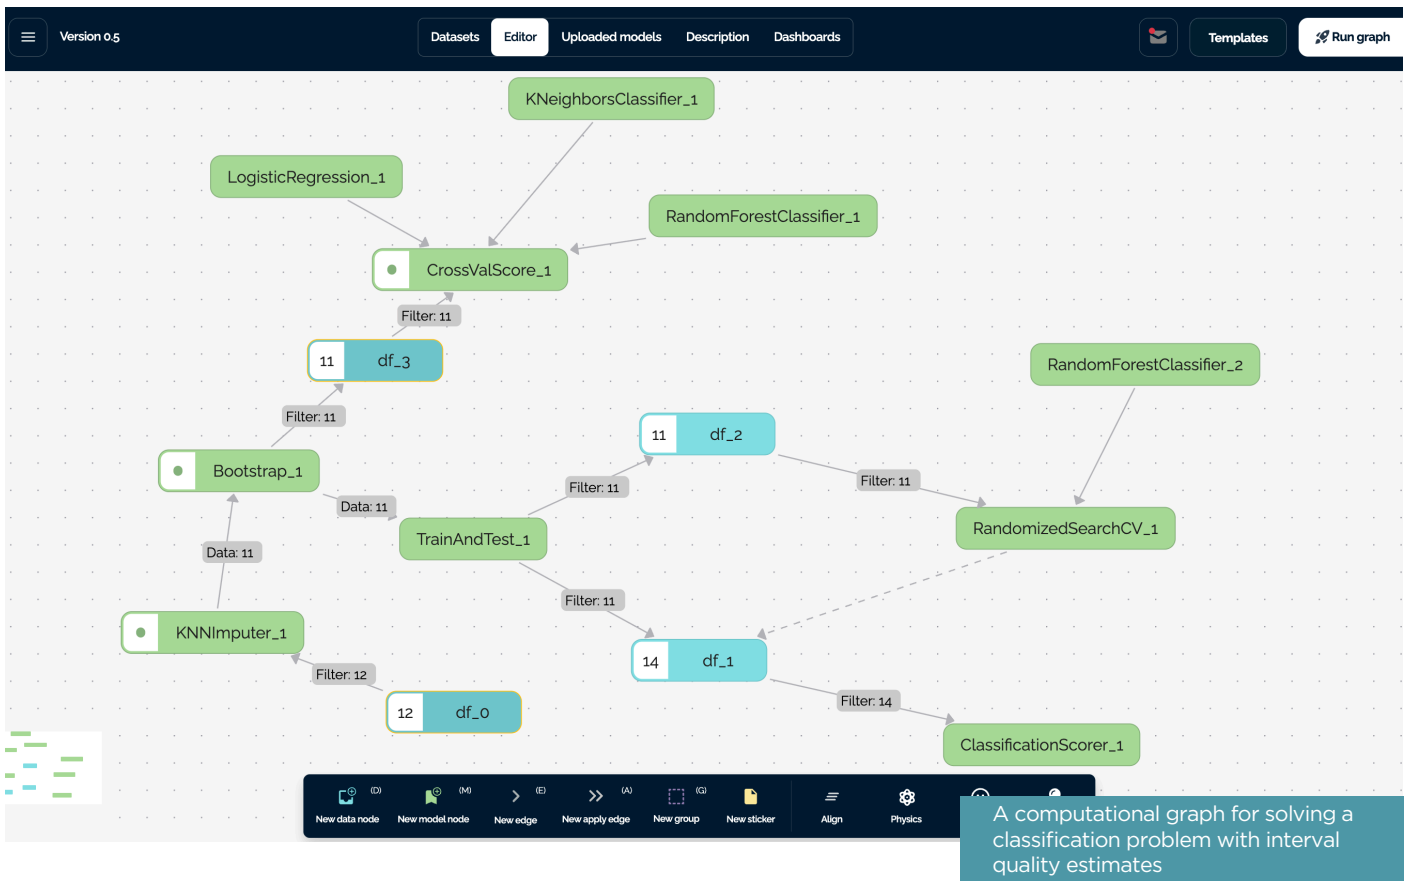 Version 0.5
Datasets
Editor
Uploaded models
Description
Dashboards
Templates
Run graph
KNeighborsClassifier_1
LogisticRegression_1
RandomForestClassifier_1
CrossValScore_1
Filter: 11
11 df_3
RandomForestClassifier_2
Filter: 11
11 df_2
Bootstrap_1
Filter: 11
Filter: 11
Data: 11
RandomizedSearchCV_1
TrainAndTest_1
Data: 11
Filter: 11
KNNImputer_1
14 df_1
Filter: 12
Filter: 14
12 df_0
ClassificationScorer_1
(D)
(M)
(E)
(A)
(G)
New data node
New model node
New edge
New apply edge
New group
New sticker
Align
Physics
A computational graph for solving a
classification problem with interval
quality estimates